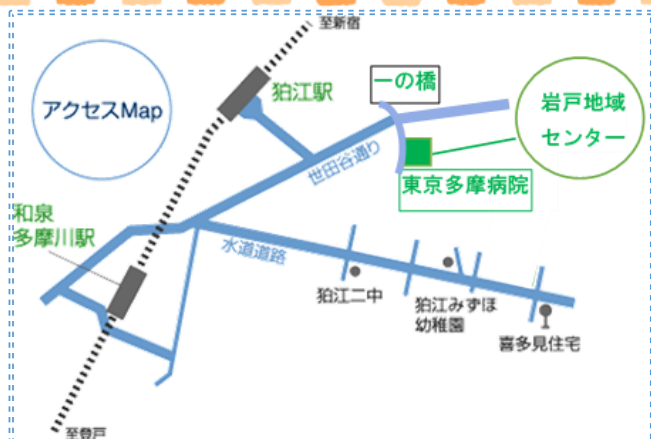 至新宿
アクセスMap
狛江駅
一の橋
岩戸地域
センター
世田谷通り
東京多摩病院
和泉
多摩川駅
水道道路
狛江二中
狛江みずほ
幼稚園
喜多見住宅
至登戸